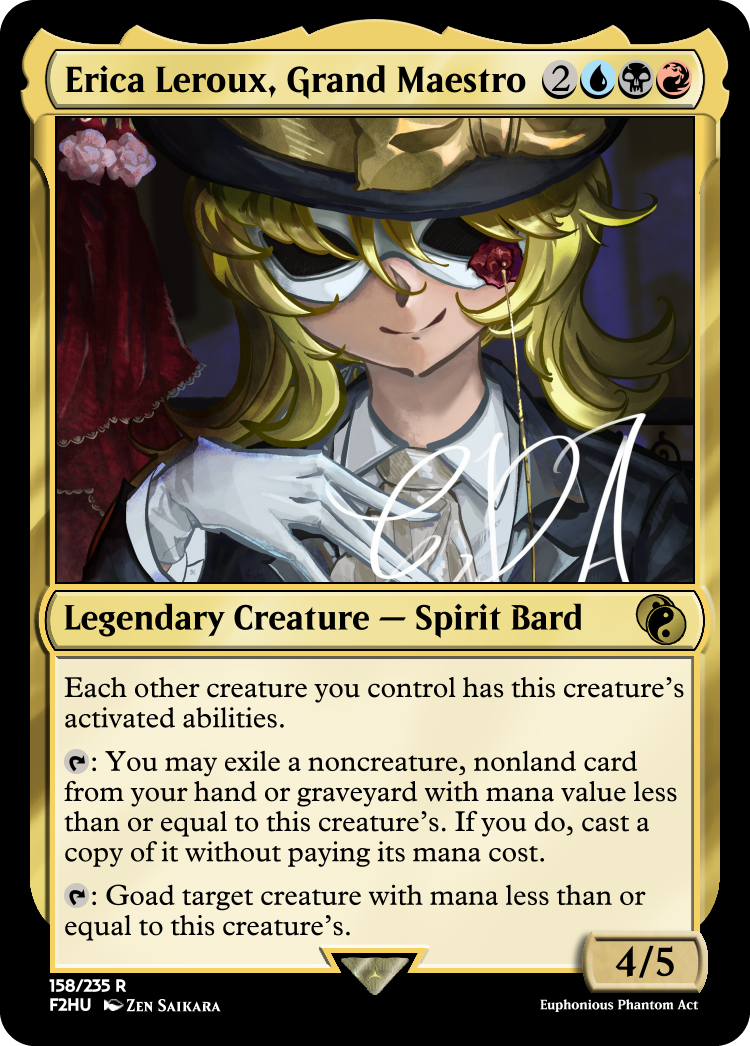 Erica Leroux, Grand Maestro 2
Legendary Creature — Spirit Bard
Each other creature you control has this creature's
activated abilities.
: You may exile a noncreature, nonland card
from your hand or graveyard with mana value less
than or equal to this creature's. If you do, cast a
copy of it without paying its mana cost.
: Goad target creature with mana less than or
equal to this creature's.
4/5
158/235 R
F2HU Zen Saikara
Euphonious Phantom Act